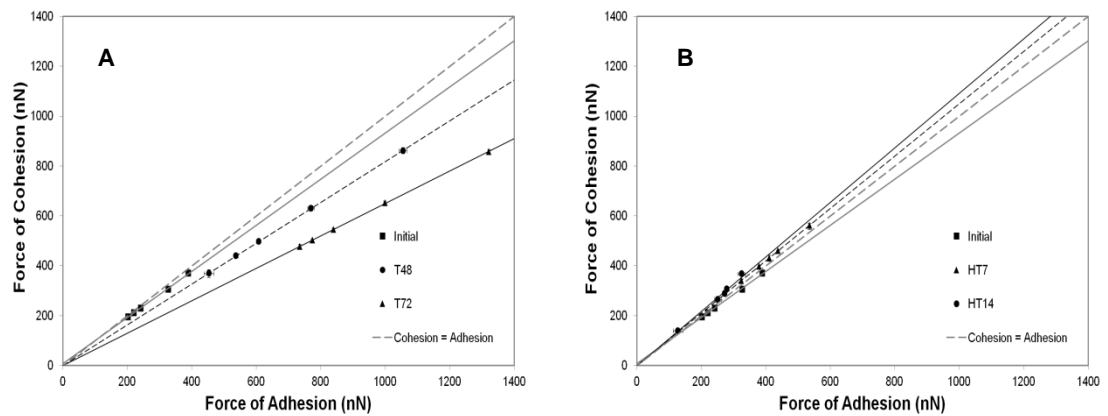 A
Force of Cohesion (nN)
1400
1200
1000
800
600
400
200
0
Initial
T48
T72
Cohesion = Adhesion
0 200 400 600 800 1000 1200 1400
Force of Adhesion (nN)
B
Force of Cohesion (nN)
1400
1200
1000
800
600
400
200
0
Initial
HT7
HT14
Cohesion = Adhesion
0 200 400 600 800 1000 1200 1400
Force of Adhesion (nN)